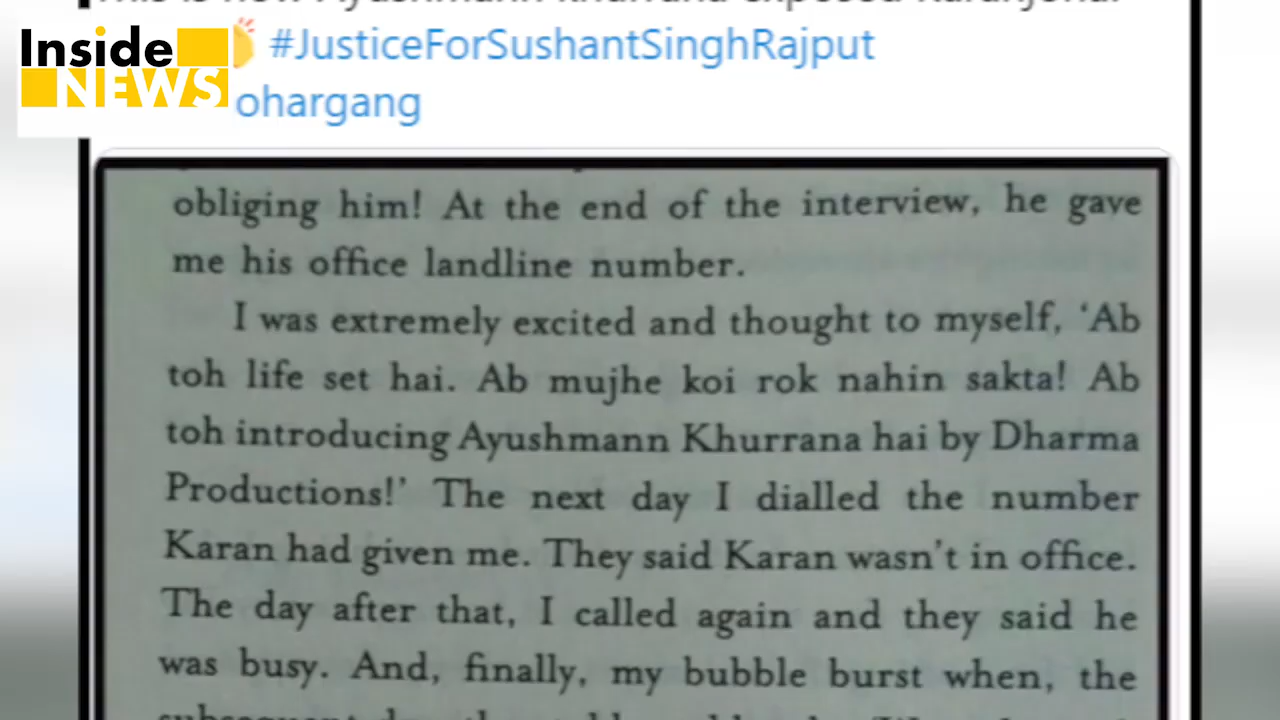 Inside
NEWS
#JusticeForSushantSinghRajput
ohargang
obliging him! At the end of the interview, he gave
me his office landline number.
I was extremely excited and thought to myself, ‘Ab
toh life set hai. Ab mujhe koi rok nahin sakta! Ab
toh introducing Ayushmann Khurrana hai by Dharma
Productions!’ The next day I dialled the number
Karan had given me. They said Karan wasn’t in office.
The day after that, I called again and they said he
was busy. And, finally, my bubble burst when, the